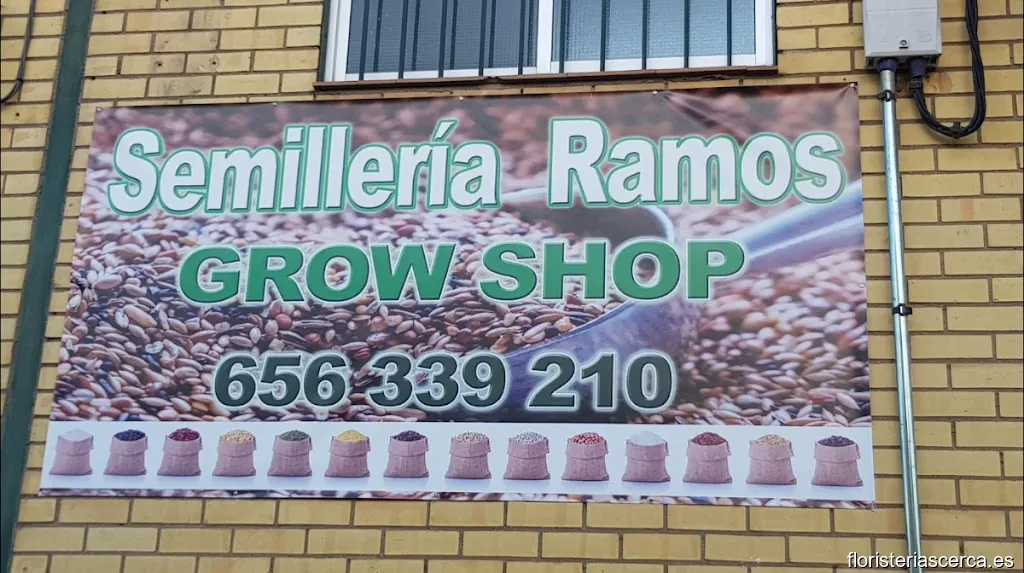 Semillería Ramos
GROW SHOP
656 339 210
floristeriascerca.es